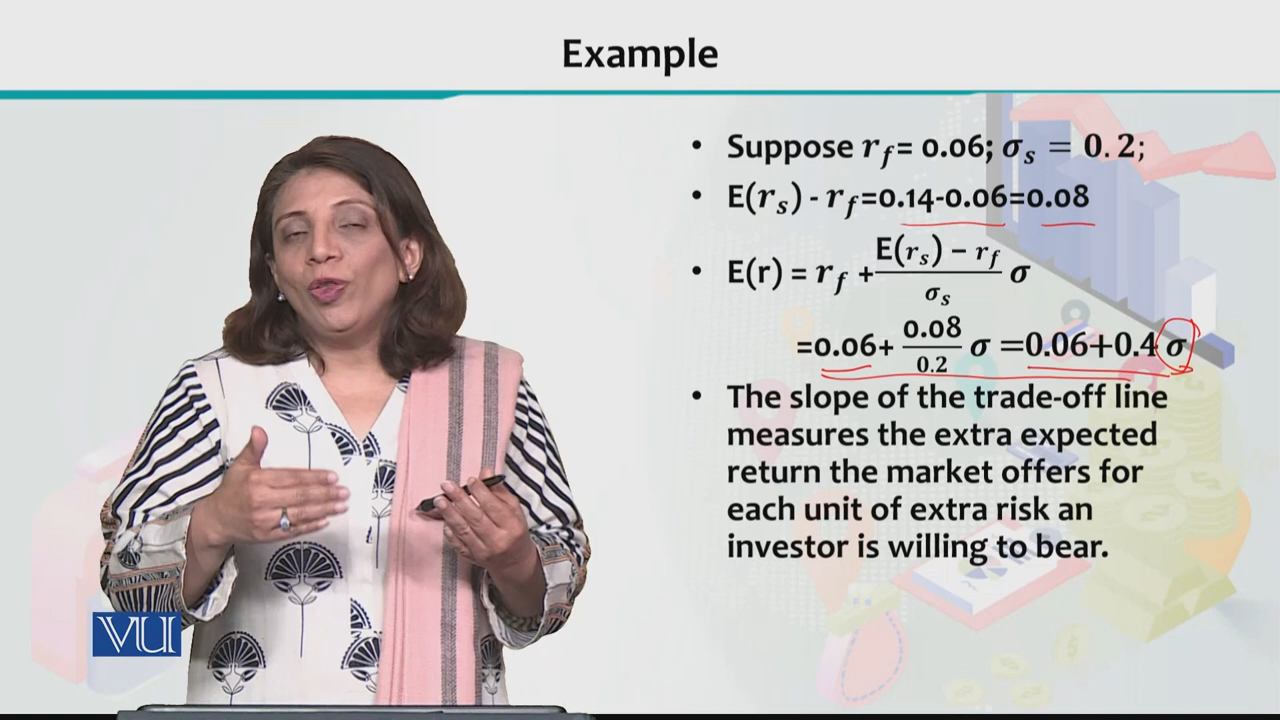 Example
• Suppose r_f= 0.06; σ_s = 0.2;
• E(r_s) - r_f=0.14-0.06=0.08
• E(r) = r_f +\frac{E(r_s) – r_f}{σ_s} σ
=0.06+ \frac{0.08}{0.2} σ =0.06+0.4 σ
• The slope of the trade-off line
measures the extra expected
return the market offers for
each unit of extra risk an
investor is willing to bear.
VU